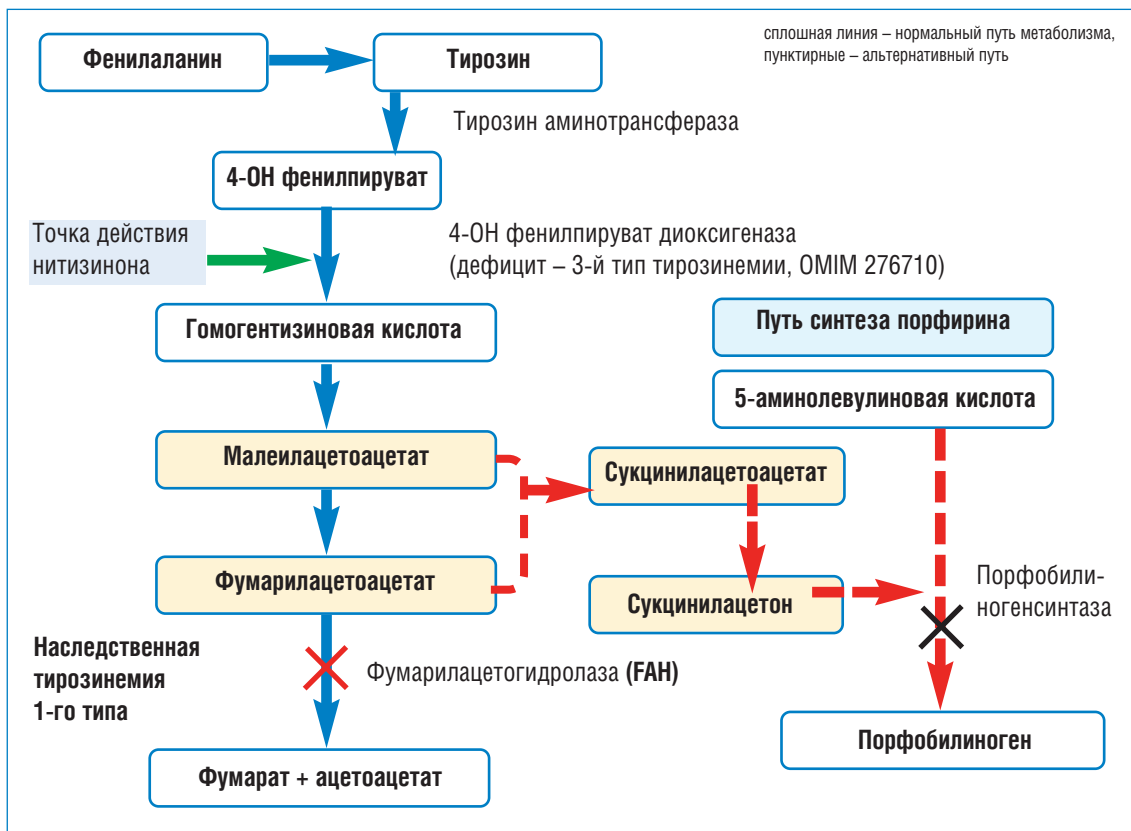 сплошная линия – нормальный путь метаболизма,
пунктирные – альтернативный путь
Фенилаланин
Тирозин
Тирозин аминотрансфераза
4-ОН фенилпируват
Точка действия
нитизинона
4-ОН фенилпируват диоксигеназа
(дефицит – 3-й тип тирозинемии, OMIM 276710)
Гомогентизиновая кислота
Путь синтеза порфирина
5-аминолевулиновая кислота
Малеилацетоацетат
Сукцинилацетоацетат
Фумарилацетоацетат
Сукцинилацетон
Порфобили-
ногенсинтаза
Наследственная
тирозинемия
1-го типа
Фумарилацетогидролаза (FAH)
Порфобилиноген
Фумарат + ацетоацетат